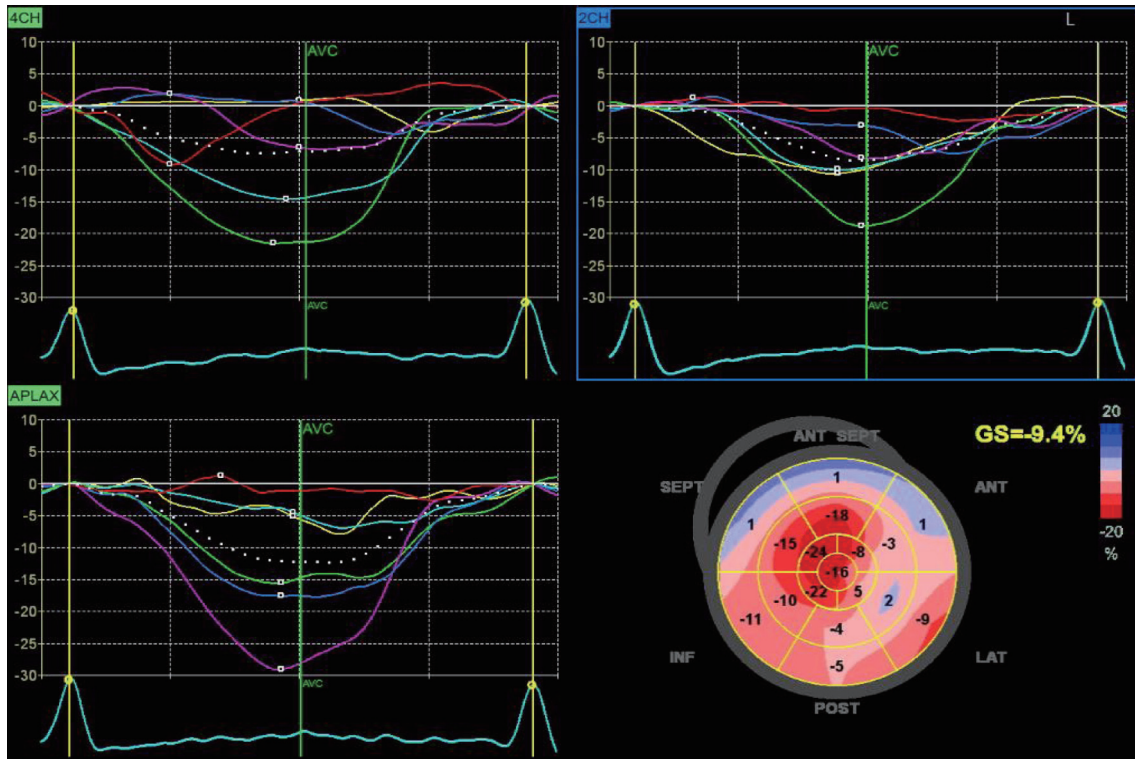 4CH
10
5
0
-5
-10
-15
-20
-25
-30
AVC
AVC
2CH
L
10
5
0
-5
-10
-15
-20
-25
-30
AVC
AVC
APLAX
10
5
0
-5
-10
-15
-20
-25
-30
AVC
AVC
GS=-9.4%
20
-20
%
ANT SEPT
SEPT
ANT
INF
LAT
POST
1
1
1
-18
-15
-24
-8
-3
-16
-10
-22
5
2
-11
-4
-9
-5